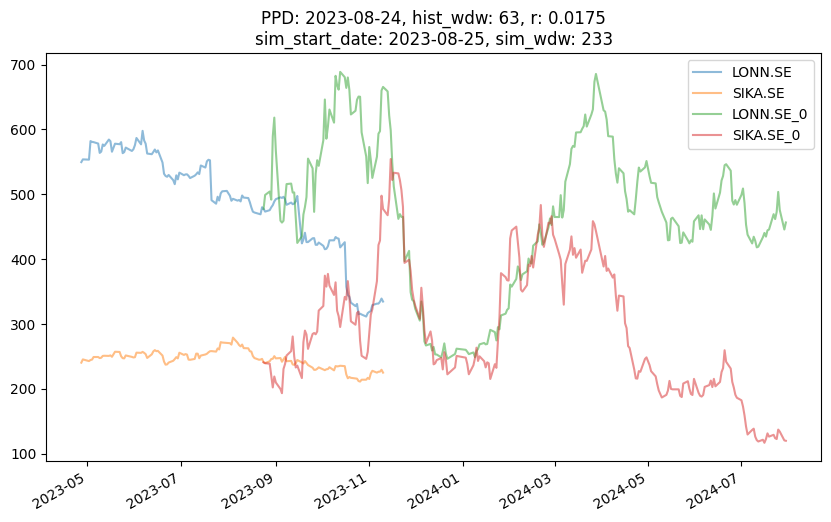 PPD: 2023-08-24, hist_wdw: 63, r: 0.0175
sim_start_date: 2023-08-25, sim_wdw: 233
700
600
500
400
300
200
100
LONN.SE
SIKA.SE
LONN.SE_0
SIKA.SE_0
2023-05
2023-07
2023-09
2023-11
2024-01
2024-03
2024-05
2024-07